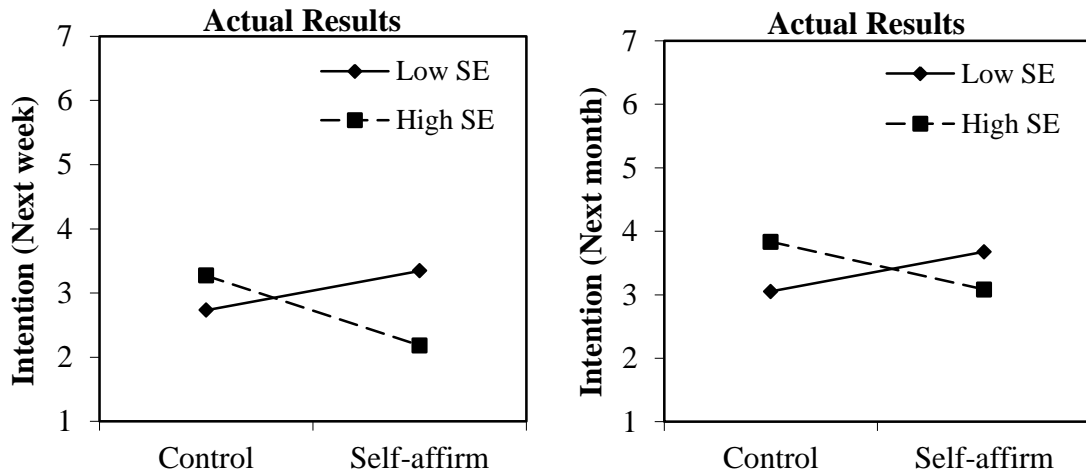 Actual Results
Intention (Next week)
7
6
5
4
3
2
1
Low SE
High SE
Control
Self-affirm
Actual Results
Intention (Next month)
7
6
5
4
3
2
1
Low SE
High SE
Control
Self-affirm